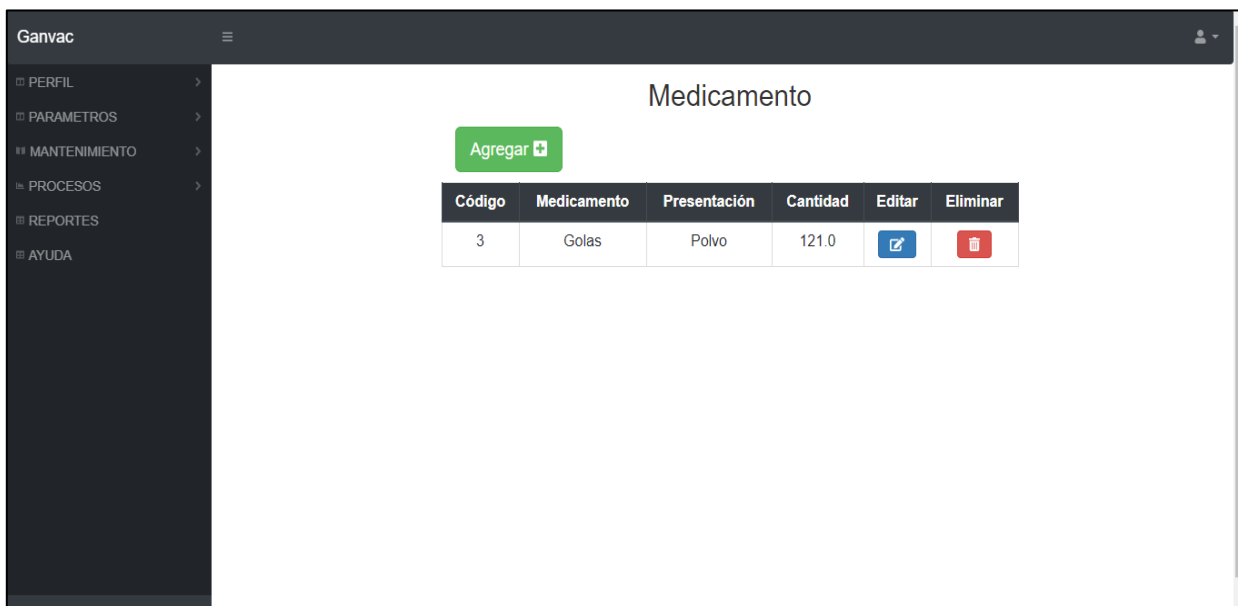 Ganvac
PERFIL
PARAMETROS
MANTENIMIENTO
PROCESOS
REPORTES
AYUDA
Medicamento
Agregar
Código Medicamento Presentación Cantidad Editar Eliminar
3 Golas Polvo 121.0